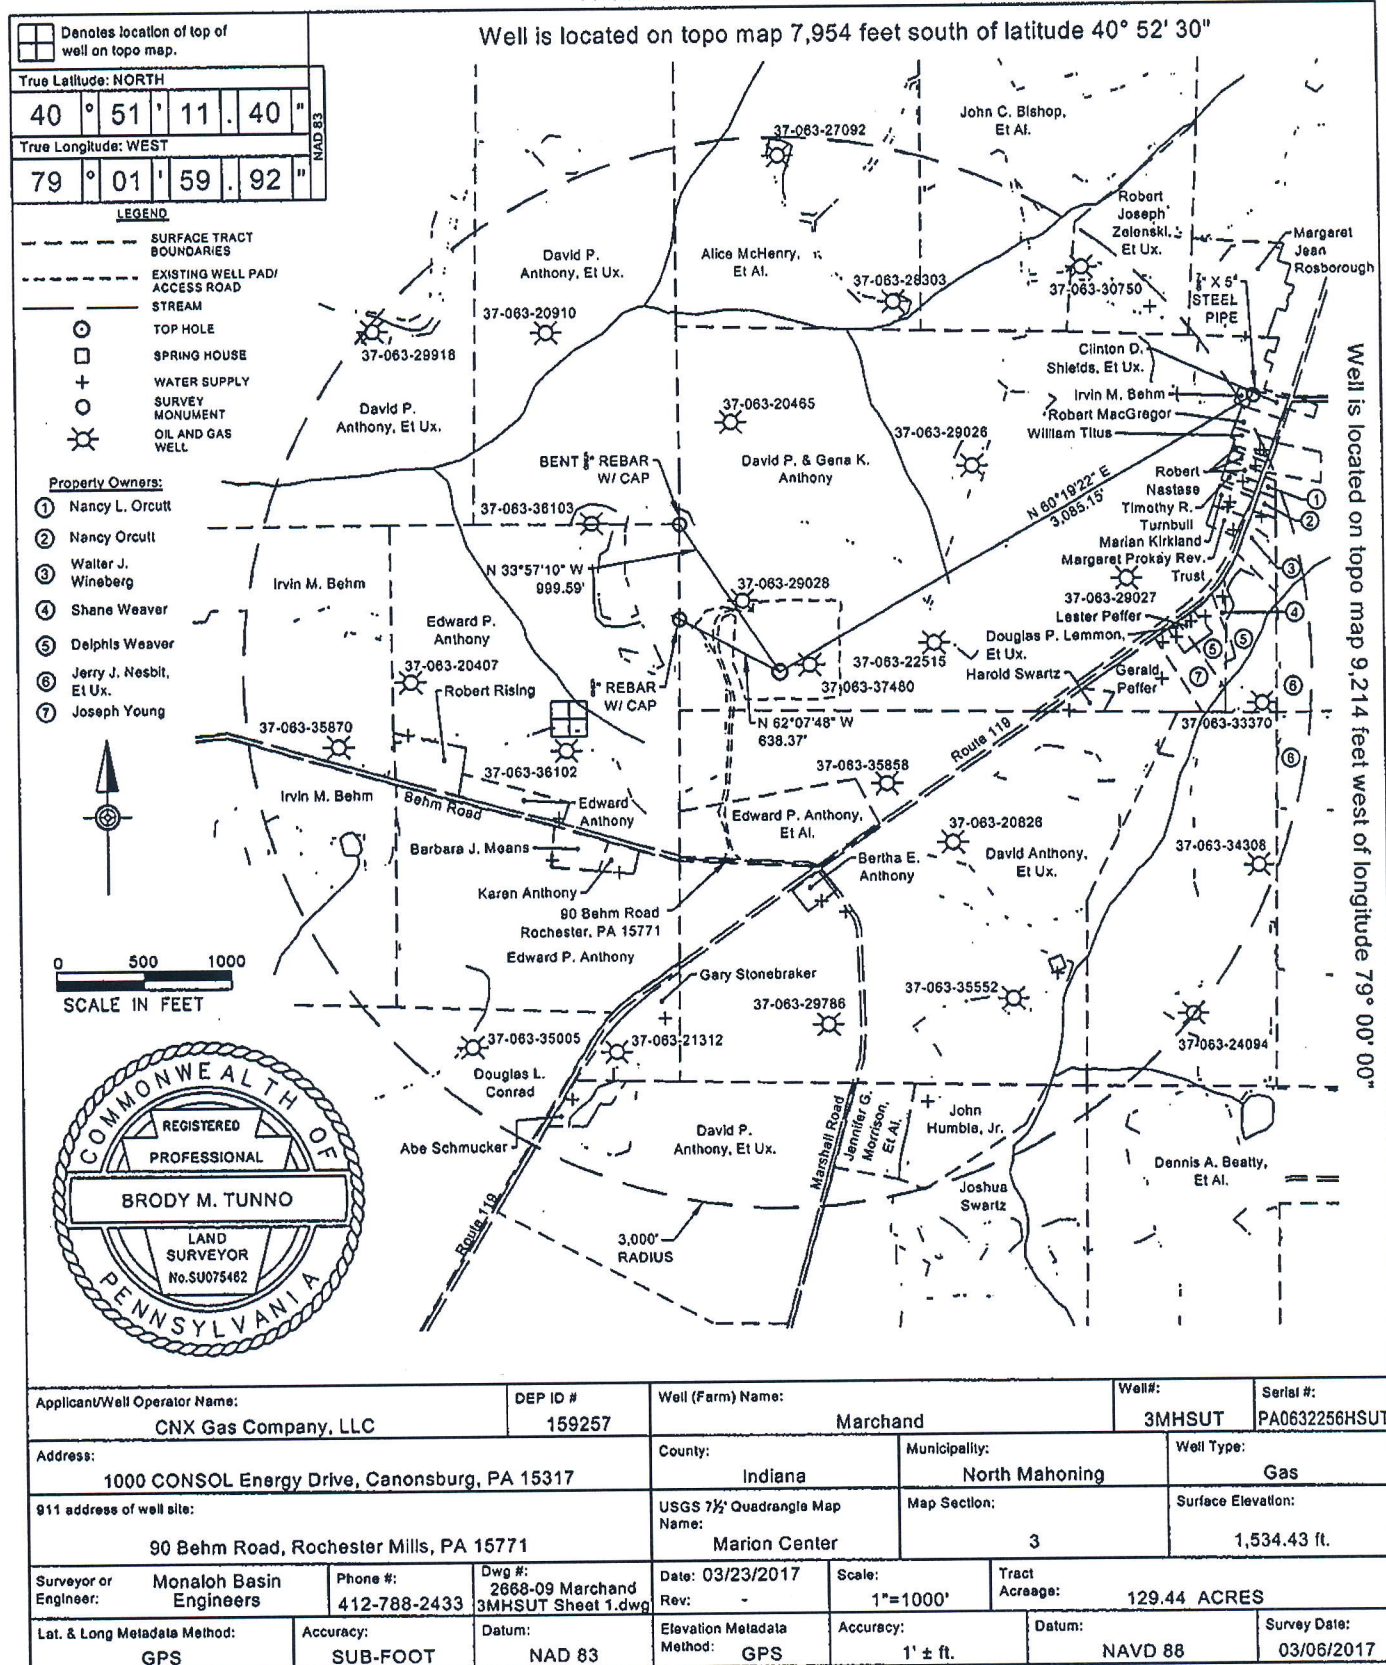 Denotes location of top of
well on topo map.
Well is located on topo map 7,954 feet south of latitude 40° 52' 30"
True Latitude: NORTH
40 ° 51 ' 11 . 40 "
True Longitude: WEST
79 ° 01 ' 59 . 92 "
NAD 83
LEGEND
SURFACE TRACT
BOUNDARIES
EXISTING WELL PAD/
ACCESS ROAD
STREAM
TOP HOLE
SPRING HOUSE
WATER SUPPLY
SURVEY
MONUMENT
OIL AND GAS
WELL
Property Owners:
1 Nancy L. Orcutt
2 Nancy Orcutt
3 Walter J.
Wineberg
4 Shane Weaver
5 Delphis Weaver
6 Jerry J. Nesbit,
Et Ux.
7 Joseph Young
37-063-27092
John C. Bishop,
Et Al.
Robert
Joseph
Zelenski,
Et Ux.
Margaret
Jean
Rosborough
David P.
Anthony, Et Ux.
Alice McHenry,
Et Al.
37-063-28303
37-063-30750
⅞" X 5'
STEEL
PIPE
37-063-20910
37-063-29918
Clinton D.
Shields, Et Ux.
Irvin M. Behm
Robert MacGregor
William Titus
David P.
Anthony, Et Ux.
37-063-20465
37-063-29026
BENT ⅝" REBAR
W/ CAP
David P. & Gena K.
Anthony
N 60°19'22" E
3,085.15'
Robert
Nastase
Timothy R.
Turnbull
Marian Kirkland
Margaret Prokay Rev.
Trust
1
2
3
4
5
5
6
6
7
37-063-36103
N 33°57'10" W
999.59'
37-063-29028
37-063-29027
Lester Peffer
Douglas P. Lemmon,
Et Ux.
Harold Swartz
Gerald
Peffer
Irvin M. Behm
Edward P.
Anthony
37-063-20407
Robert Rising
⅝" REBAR
W/ CAP
37-063-22515
37-063-37480
N 62°07'48" W
638.37'
37-063-33370
Route 119
37-063-35870
37-063-36102
37-063-35858
Irvin M. Behm
Behm Road
Edward
Anthony
Edward P. Anthony,
Et Al.
37-063-20826
David Anthony,
Et Ux.
37-063-34308
Barbara J. Means
Bertha E.
Anthony
Karen Anthony
90 Behm Road
Rochester, PA 15771
Edward P. Anthony
0 500 1000
SCALE IN FEET
Gary Stonebraker
37-063-29786
37-063-35552
37-063-24094
37-063-35005
37-063-21312
Douglas L.
Conrad
Abe Schmucker
David P.
Anthony, Et Ux.
Marshall Road
Jennifer G.
Morrison,
Et Al.
John
Humble, Jr.
Joshua
Swartz
Dennis A. Beatty,
Et Al.
Route 119
3,000'
RADIUS
Well is located on topo map 9,214 feet west of longitude 79° 00' 00"
COMMONWEALTH OF
REGISTERED
PROFESSIONAL
BRODY M. TUNNO
LAND
SURVEYOR
No.SU075462
PENNSYLVANIA
Applicant/Well Operator Name:
CNX Gas Company, LLC
DEP ID #
159257
Well (Farm) Name:
Marchand
Well#:
3MHSUT
Serial #:
PA0632256HSUT
Address:
1000 CONSOL Energy Drive, Canonsburg, PA 15317
County:
Indiana
Municipality:
North Mahoning
Well Type:
Gas
911 address of well site:
90 Behm Road, Rochester Mills, PA 15771
USGS 7½' Quadrangle Map
Name:
Marion Center
Map Section:
3
Surface Elevation:
1,534.43 ft.
Surveyor or
Engineer:
Monaloh Basin
Engineers
Phone #:
412-788-2433
Dwg #:
2668-09 Marchand
3MHSUT Sheet 1.dwg
Date: 03/23/2017
Rev: -
Scale:
1"=1000'
Tract
Acreage:
129.44 ACRES
Lat. & Long Metadata Method:
GPS
Accuracy:
SUB-FOOT
Datum:
NAD 83
Elevation Metadata
Method: GPS
Accuracy:
1' ± ft.
Datum:
NAVD 88
Survey Date:
03/06/2017